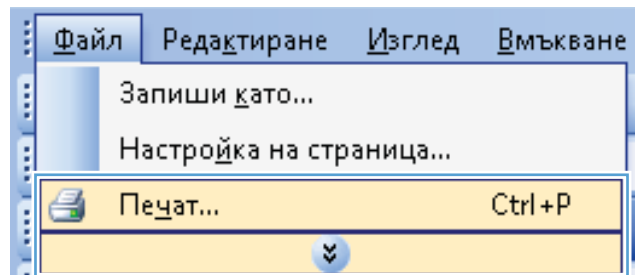 Файл Редактиране Изглед Вмъкване
Запиши като...
Настройка на страница...
Печат... Ctrl+P